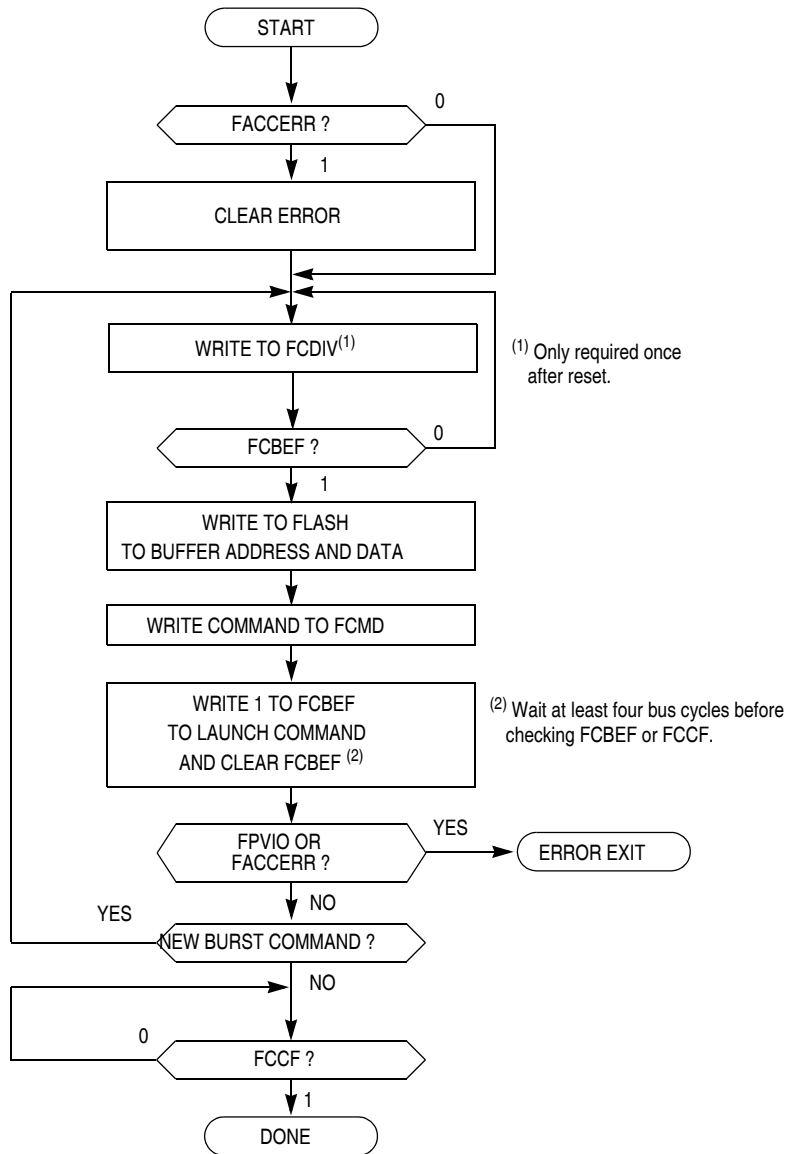 START
FACCERR ?
0
1
CLEAR ERROR
WRITE TO FCDIV(1)
(1) Only required once
after reset.
FCBEF ?
0
1
WRITE TO FLASH
TO BUFFER ADDRESS AND DATA
WRITE COMMAND TO FCMD
WRITE 1 TO FCBEF
TO LAUNCH COMMAND
AND CLEAR FCBEF (2)
(2) Wait at least four bus cycles before
checking FCBEF or FCCF.
FPVIO OR
FACCERR ?
YES
ERROR EXIT
NO
YES
NEW BURST COMMAND ?
NO
0
FCCF ?
1
DONE